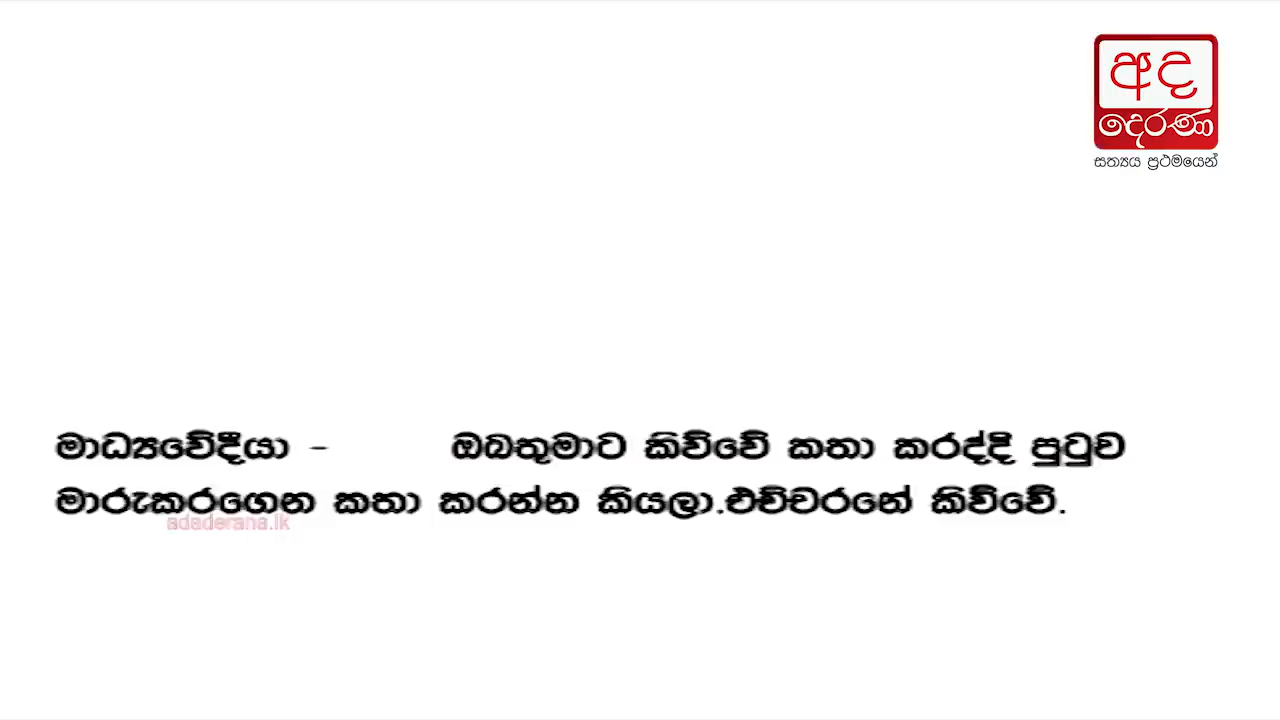 අද
දෙරණ
සත්‍යය ප්‍රථමයෙන්
මාධ්‍යවේදියා - ඔබතුමාට කිව්වේ කතා කරද්දි පුටුව
මාරුකරගෙන කතා කරන්න කියලා.එච්චරනේ කිව්වේ.
adaderana.lk